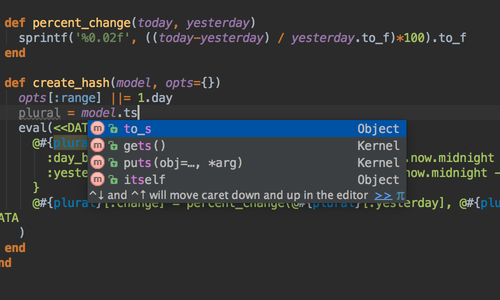 def percent_change(today, yesterday)
sprintf('%0.02f', ((today-yesterday) / yesterday.to_f)*100).to_f
end
def create_hash(model, opts={})
opts[:range] ||= 1.day
plural = model.ts
eval(<<DAT
m to_s Object
m gets() Kernel
@#{plural
m puts(obj=…, *arg) Kernel
:day_b .now.midnight
m itself Object
:yeste .now.midnight -
^↓ and ^↑ will move caret down and up in the editor >> π
}
@#{plural}[:change] = percent_change(@#{plural}[:yesterday], @#{plu
ATA
)
end
nd